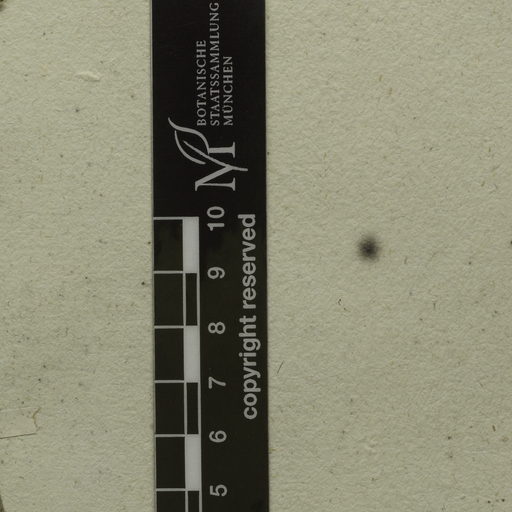 BOTANISCHE
STAATSSAMMLUNG
MÜNCHEN
10
9
8
7
6
5
copyright reserved